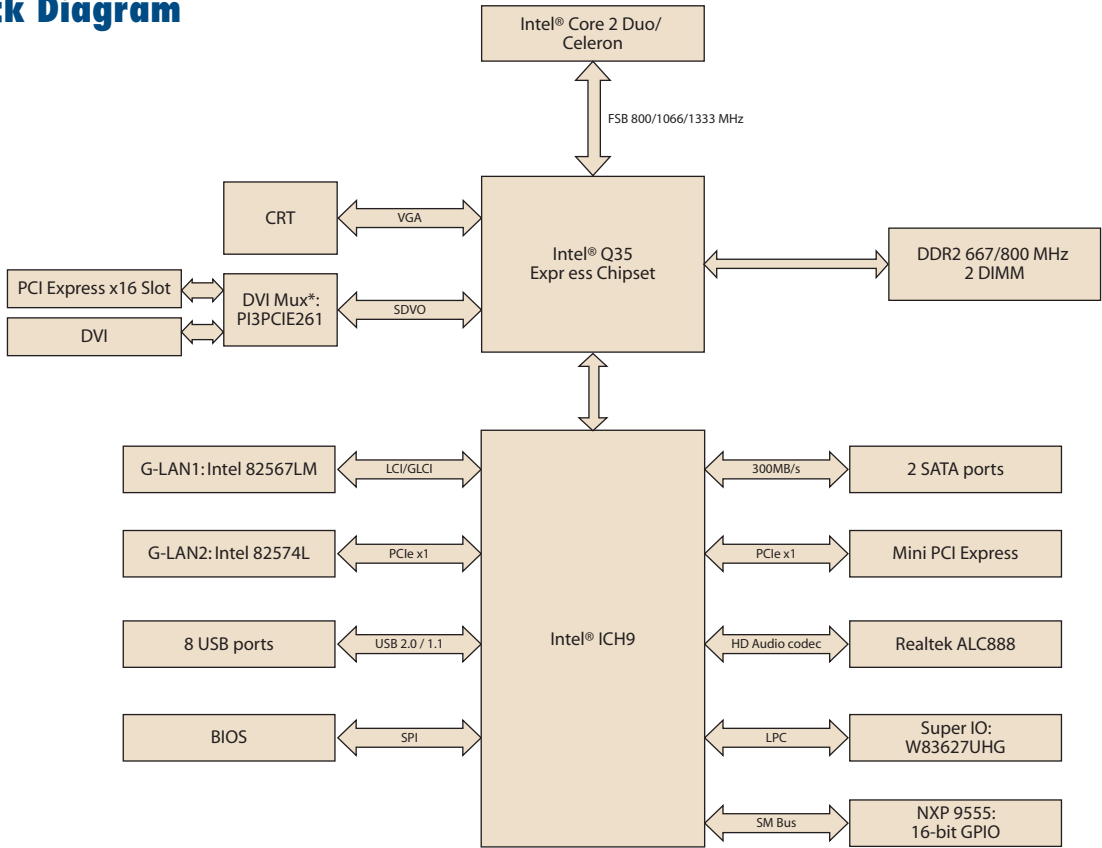 ck Diagram
Intel® Core 2 Duo/
Celeron
FSB 800/1066/1333 MHz
CRT
VGA
Intel® Q35
Expr ess Chipset
DDR2 667/800 MHz
2 DIMM
PCI Express x16 Slot
DVI Mux*:
PI3PCIE261
SDVO
DVI
G-LAN1: Intel 82567LM
LCI/GLCI
300MB/s
2 SATA ports
G-LAN2: Intel 82574L
PCIe x1
PCIe x1
Mini PCI Express
8 USB ports
USB 2.0 / 1.1
Intel® ICH9
HD Audio codec
Realtek ALC888
BIOS
SPI
LPC
Super IO:
W83627UHG
SM Bus
NXP 9555:
16-bit GPIO